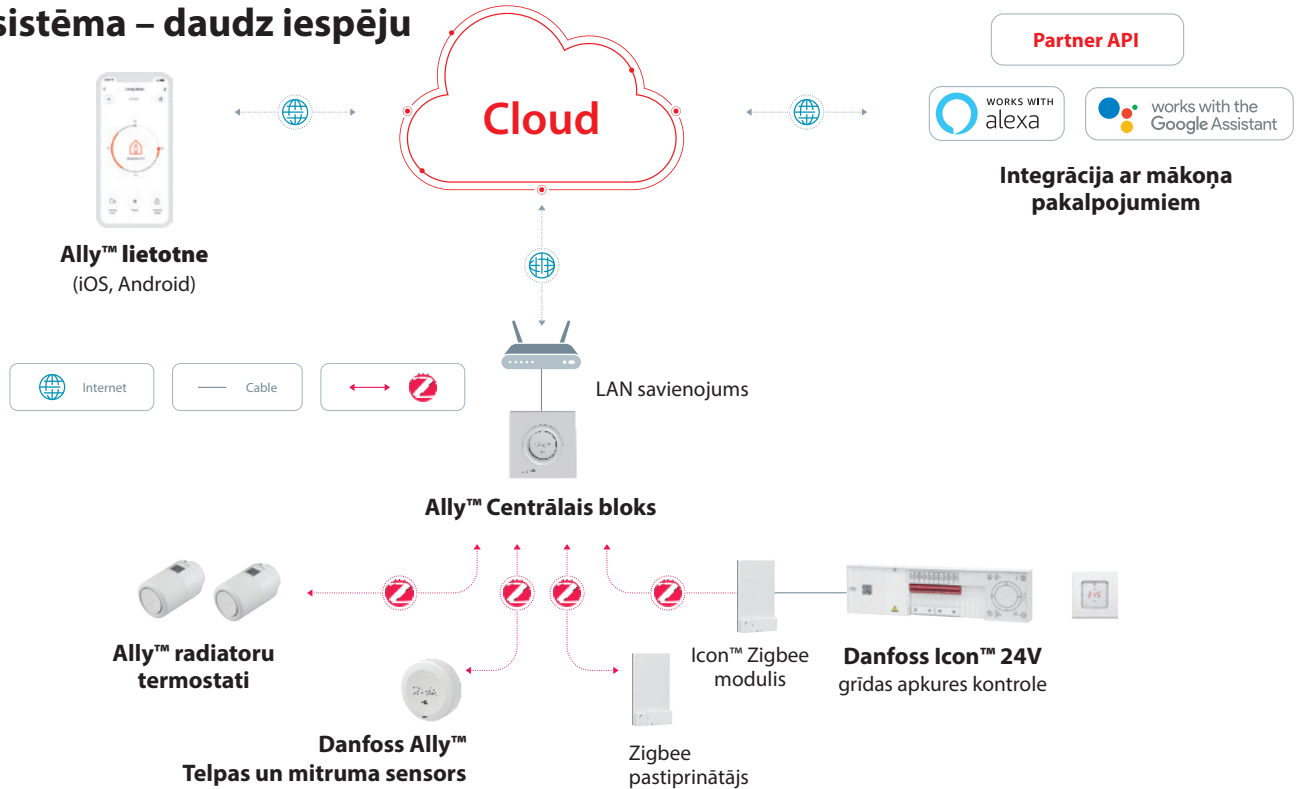 sistēma – daudz iespēju
Cloud
Partner API
WORKS WITH
alexa
works with the
Google Assistant
Integrācija ar mākoņa
pakalpojumiem
Ally™ lietotne
(iOS, Android)
Internet
Cable
LAN savienojums
Ally™ Centrālais bloks
Ally™ radiatoru
termostati
Danfoss Ally™
Telpas un mitruma sensors
Zigbee
pastiprinātājs
Icon™ Zigbee
modulis
Danfoss Icon™ 24V
grīdas apkures kontrole